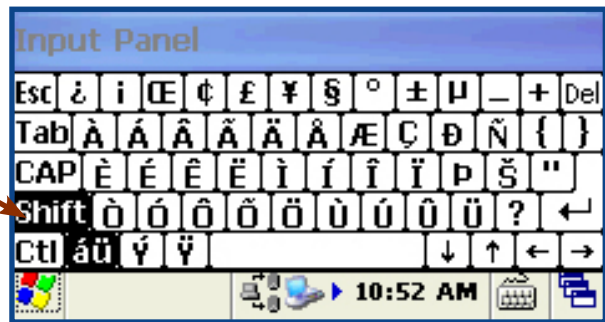 Input Panel
Esc ¿ ¡ Œ ¢ £ ¥ § ° ± µ _ + Del
Tab À Á Â Ã Ä Å Æ Ç Ð Ñ { }
CAP È É Ê Ë Ì Í Î Ï Þ Š "
Shift Ò Ó Ô Õ Ö Ù Ú Û Ü ? ↵
Ctl áü Ý Ÿ ↓ ↑ ← →
10:52 AM